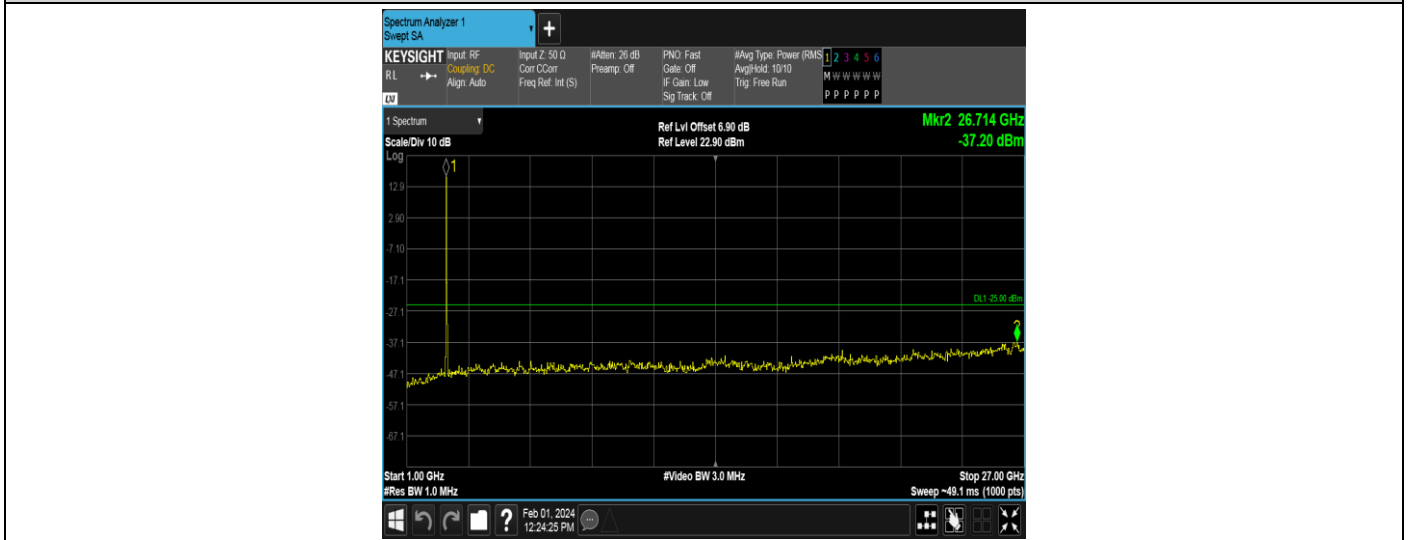 Spectrum Analyzer 1
Swept SA
+
KEYSIGHT
RL
LXI
Input: RF
Coupling: DC
Align: Auto
Input Z: 50 Ω
Corr CCorr
Freq Ref: Int (S)
#Atten: 26 dB
Preamp: Off
PNO: Fast
Gate: Off
IF Gain: Low
Sig Track: Off
#Avg Type: Power (RMS
Avg|Hold: 10/10
Trig: Free Run
1 2 3 4 5 6
M W W W W W
P P P P P P
1 Spectrum
Scale/Div 10 dB
Ref Lvl Offset 6.90 dB
Ref Level 22.90 dBm
Mkr2 26.714 GHz
-37.20 dBm
Log
1
12.9
2.90
-7.10
-17.1
DL1 -25.00 dBm
-27.1
2
-37.1
-47.1
-57.1
-67.1
Start 1.00 GHz
#Res BW 1.0 MHz
#Video BW 3.0 MHz
Stop 27.00 GHz
Sweep ~49.1 ms (1000 pts)
?
Feb 01, 2024
12:24:25 PM